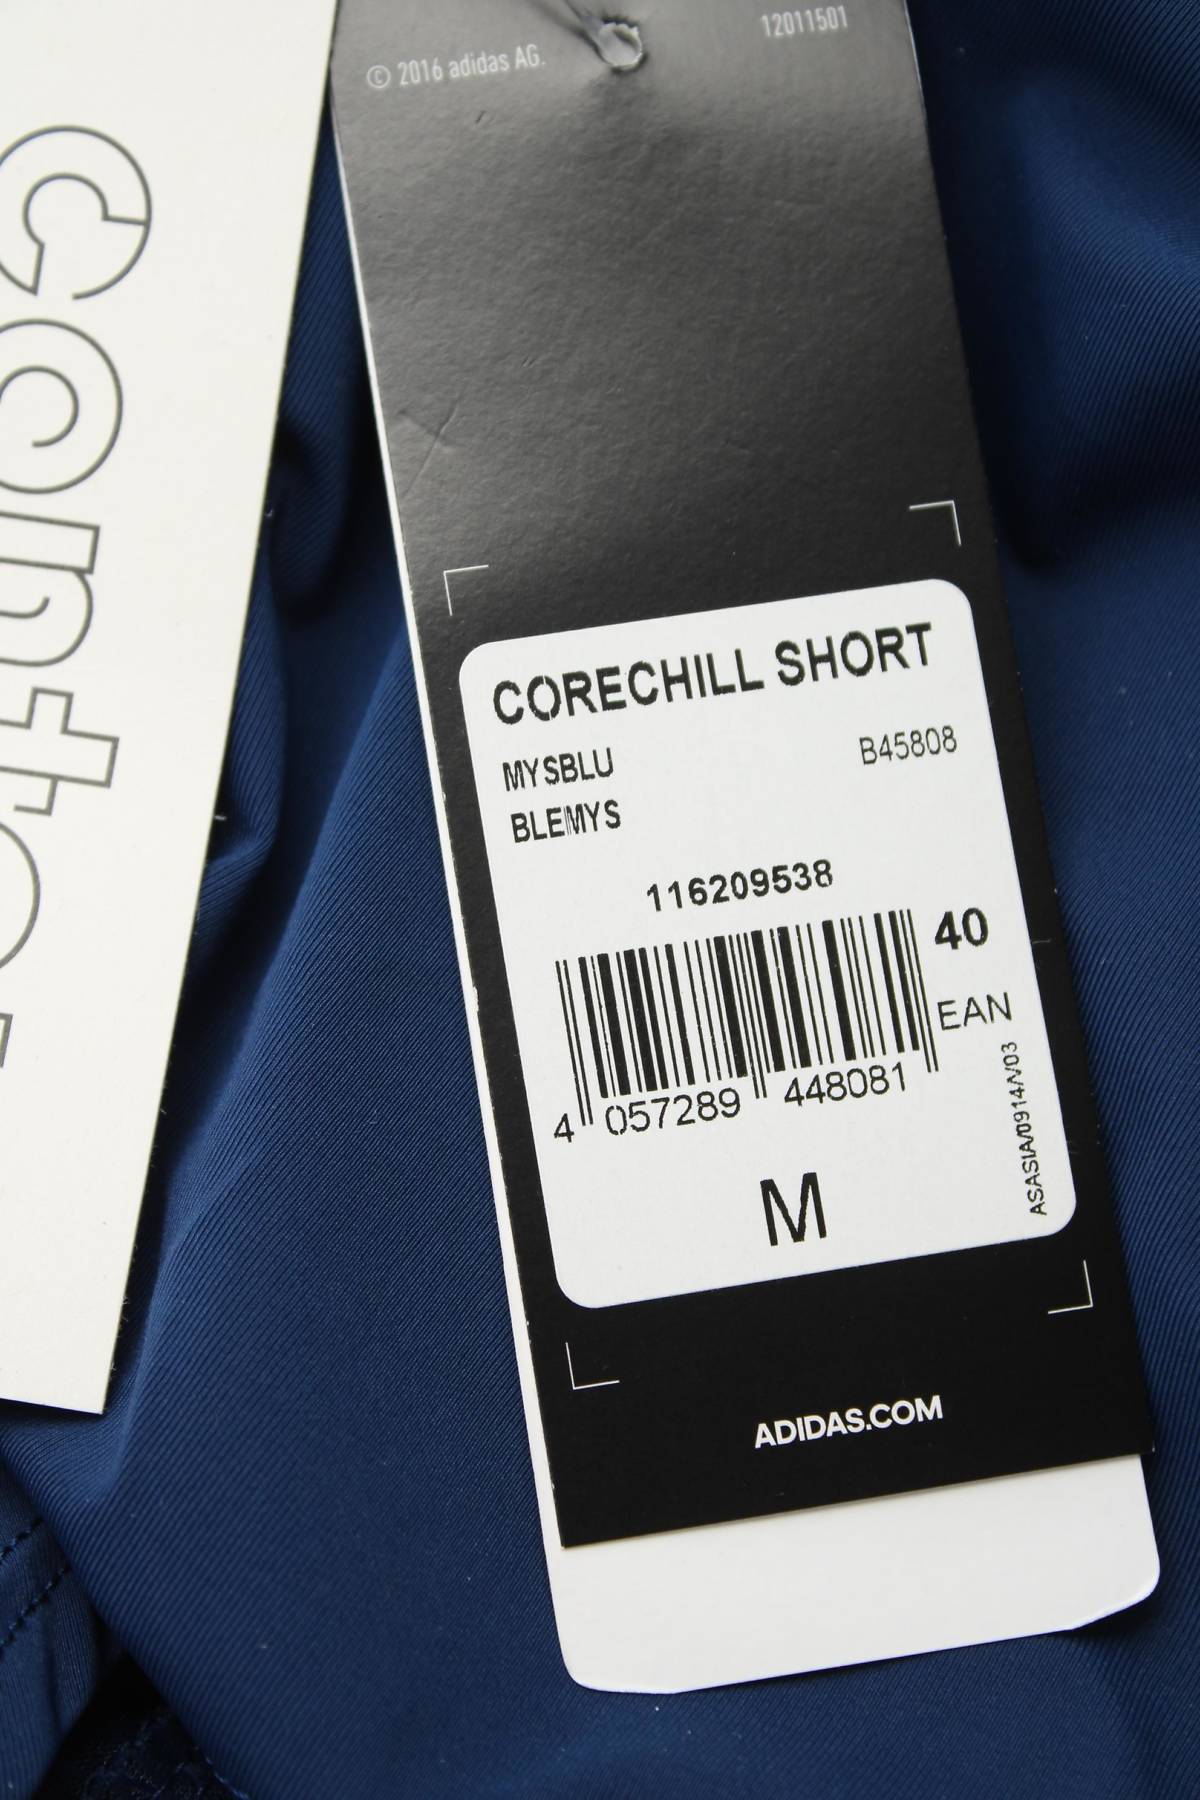 © 2016 adidas AG.
12011501
CORECHILL SHORT
MYSBLU
B45808
BLEMYS
116209538
40
EAN
4 057289 448081
ASASIA/0914/V03
M
ADIDAS.COM